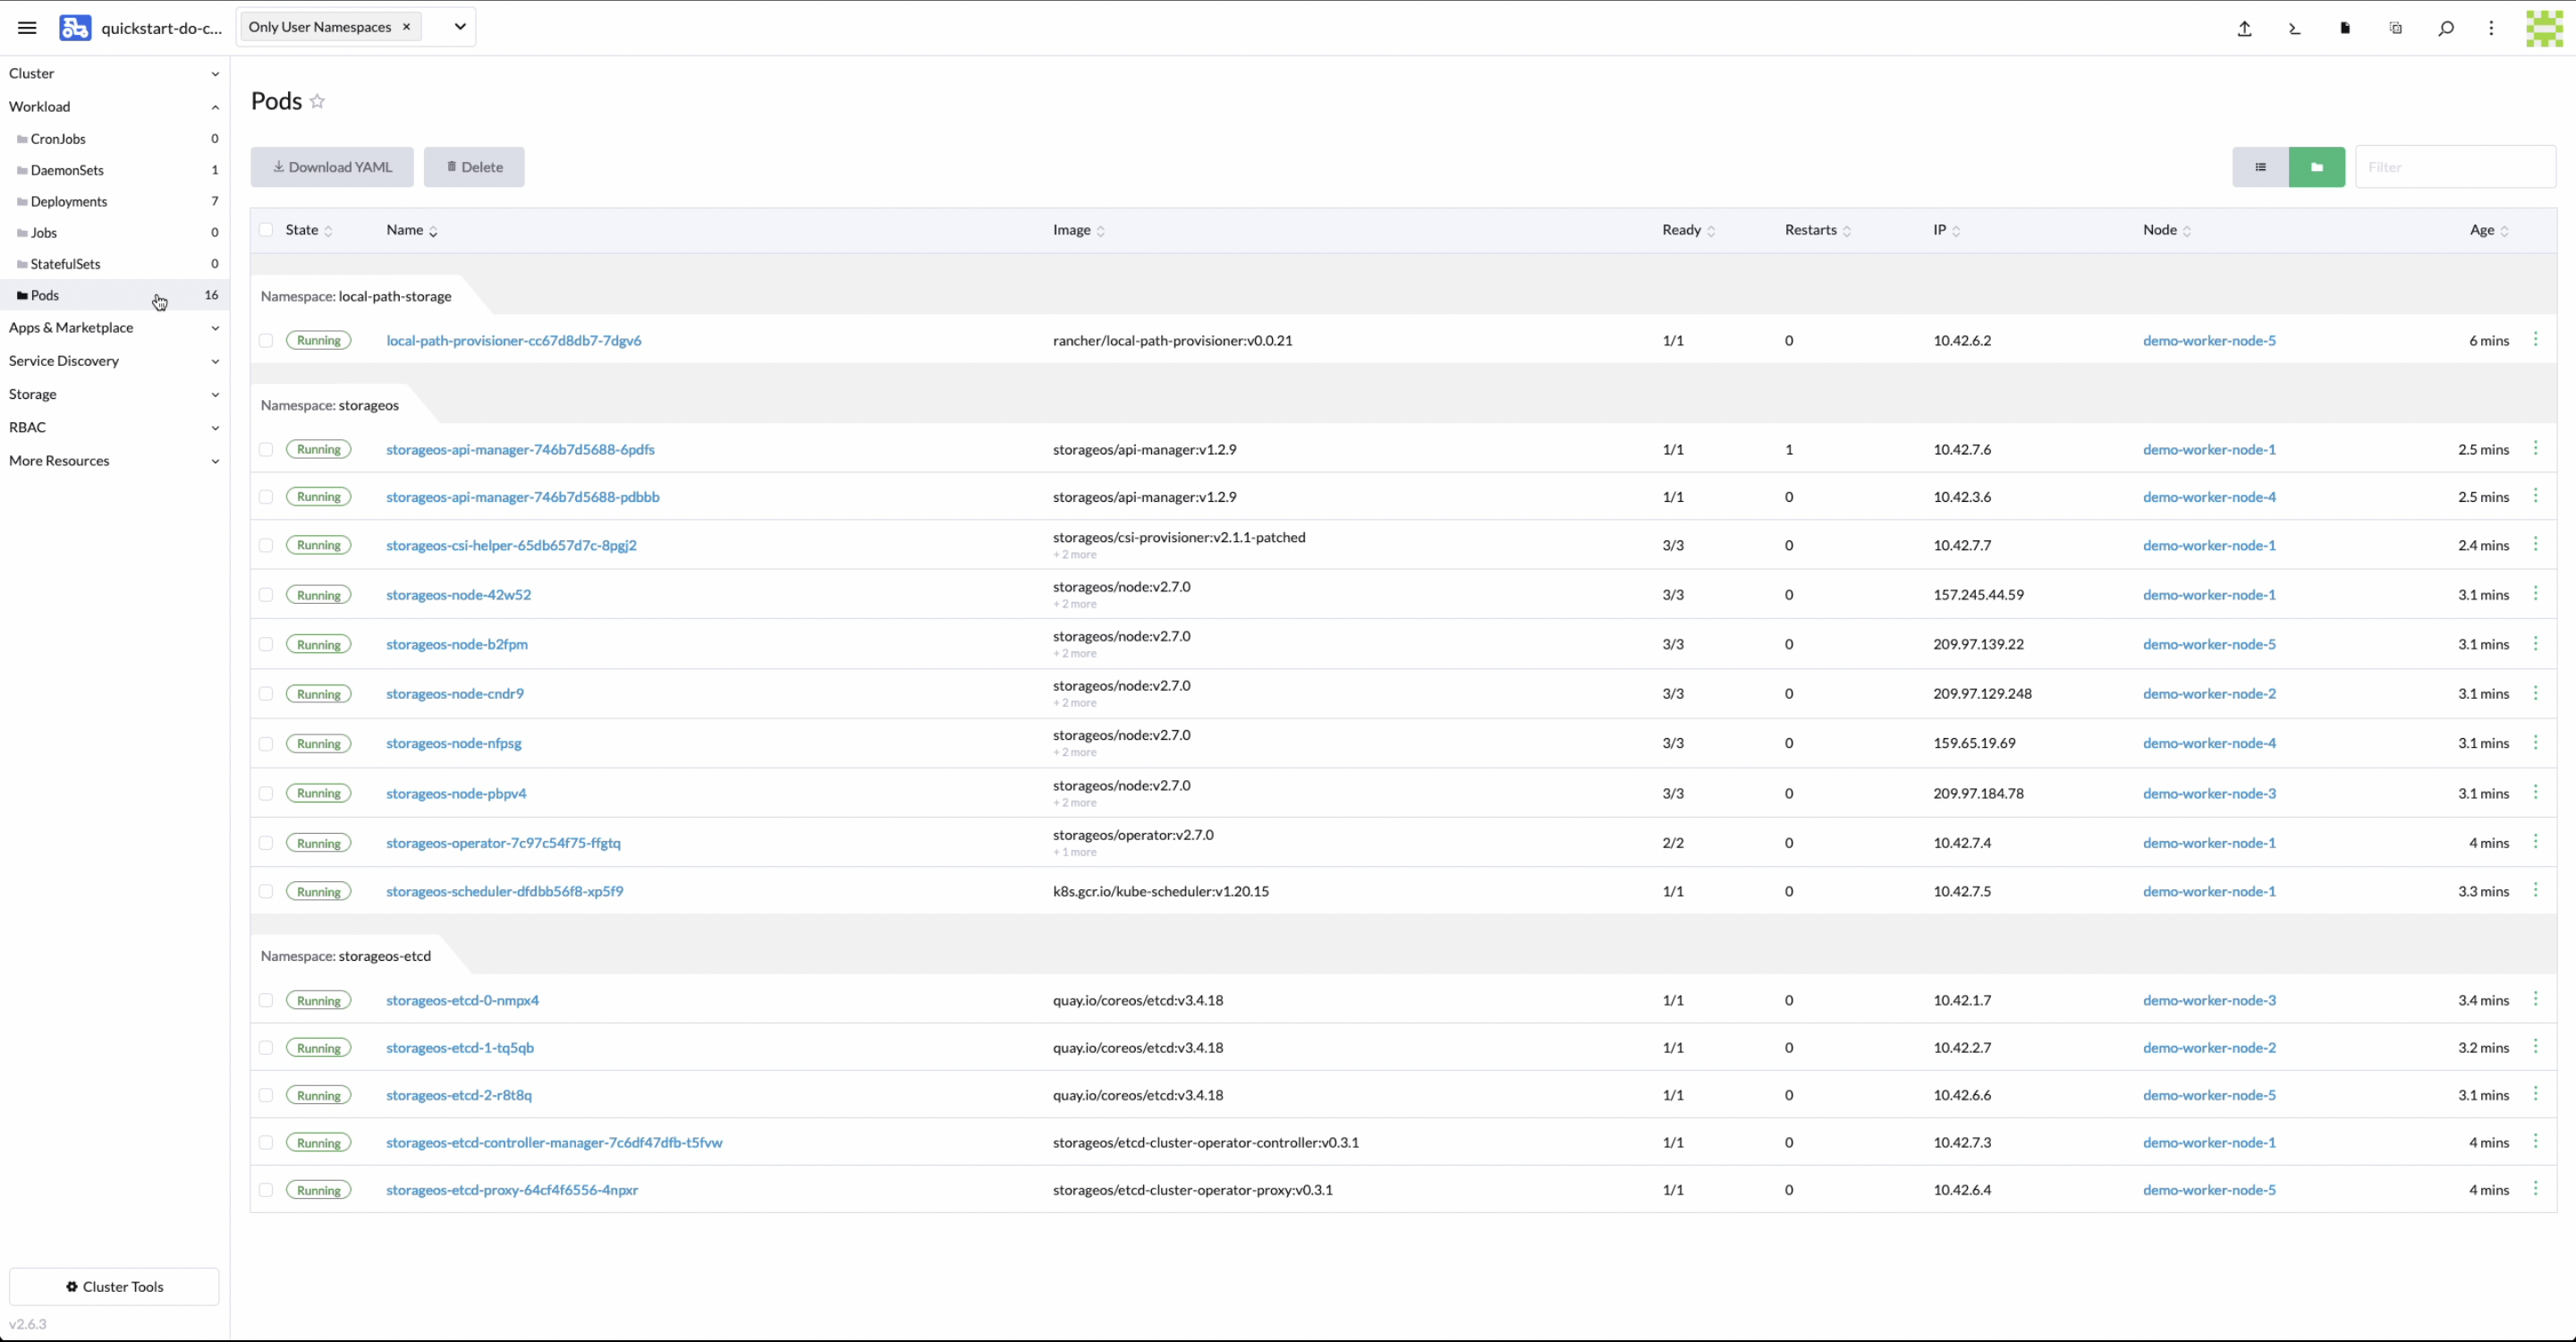 quickstart-do-c... Only User Namespaces ×
Cluster
Workload
CronJobs 0
DaemonSets 1
Deployments 7
Jobs 0
StatefulSets 0
Pods 16
Apps & Marketplace
Service Discovery
Storage
RBAC
More Resources
Cluster Tools
v2.6.3
Pods
Download YAML Delete Filter
State Name Image Ready Restarts IP Node Age
Namespace: local-path-storage
Running local-path-provisioner-cc67d8db7-7dgv6 rancher/local-path-provisioner:v0.0.21 1/1 0 10.42.6.2 demo-worker-node-5 6 mins
Namespace: storageos
Running storageos-api-manager-746b7d5688-6pdfs storageos/api-manager:v1.2.9 1/1 1 10.42.7.6 demo-worker-node-1 2.5 mins
Running storageos-api-manager-746b7d5688-pdbbb storageos/api-manager:v1.2.9 1/1 0 10.42.3.6 demo-worker-node-4 2.5 mins
Running storageos-csi-helper-65db657d7c-8pgj2 storageos/csi-provisioner:v2.1.1-patched 3/3 0 10.42.7.7 demo-worker-node-1 2.4 mins
+ 2 more
Running storageos-node-42w52 storageos/node:v2.7.0 3/3 0 157.245.44.59 demo-worker-node-1 3.1 mins
+ 2 more
Running storageos-node-b2fpm storageos/node:v2.7.0 3/3 0 209.97.139.22 demo-worker-node-5 3.1 mins
+ 2 more
Running storageos-node-cndr9 storageos/node:v2.7.0 3/3 0 209.97.129.248 demo-worker-node-2 3.1 mins
+ 2 more
Running storageos-node-nfpsg storageos/node:v2.7.0 3/3 0 159.65.19.69 demo-worker-node-4 3.1 mins
+ 2 more
Running storageos-node-pbpv4 storageos/node:v2.7.0 3/3 0 209.97.184.78 demo-worker-node-3 3.1 mins
+ 2 more
Running storageos-operator-7c97c54f75-ffgtq storageos/operator:v2.7.0 2/2 0 10.42.7.4 demo-worker-node-1 4 mins
+ 1 more
Running storageos-scheduler-dfdbb56f8-xp5f9 k8s.gcr.io/kube-scheduler:v1.20.15 1/1 0 10.42.7.5 demo-worker-node-1 3.3 mins
Namespace: storageos-etcd
Running storageos-etcd-0-nmpx4 quay.io/coreos/etcd:v3.4.18 1/1 0 10.42.1.7 demo-worker-node-3 3.4 mins
Running storageos-etcd-1-tq5qb quay.io/coreos/etcd:v3.4.18 1/1 0 10.42.2.7 demo-worker-node-2 3.2 mins
Running storageos-etcd-2-r8t8q quay.io/coreos/etcd:v3.4.18 1/1 0 10.42.6.6 demo-worker-node-5 3.1 mins
Running storageos-etcd-controller-manager-7c6df47dfb-t5fvw storageos/etcd-cluster-operator-controller:v0.3.1 1/1 0 10.42.7.3 demo-worker-node-1 4 mins
Running storageos-etcd-proxy-64cf4f6556-4npxr storageos/etcd-cluster-operator-proxy:v0.3.1 1/1 0 10.42.6.4 demo-worker-node-5 4 mins